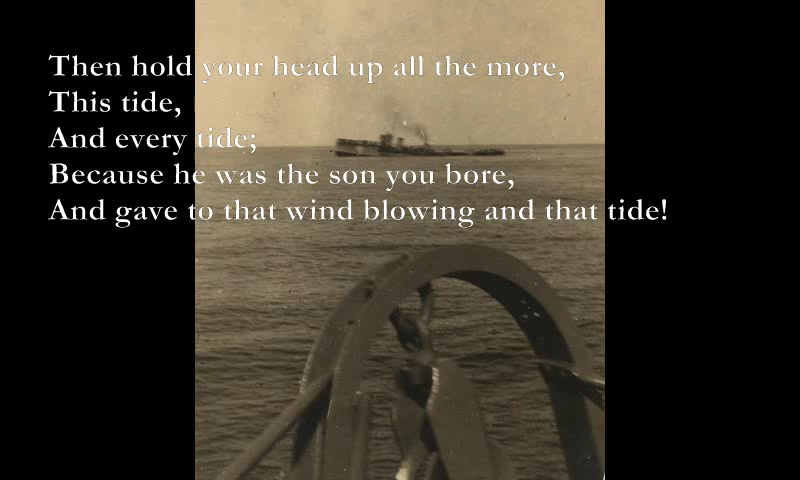 Then hold your head up all the more,
This tide,
And every tide;
Because he was the son you bore,
And gave to that wind blowing and that tide!